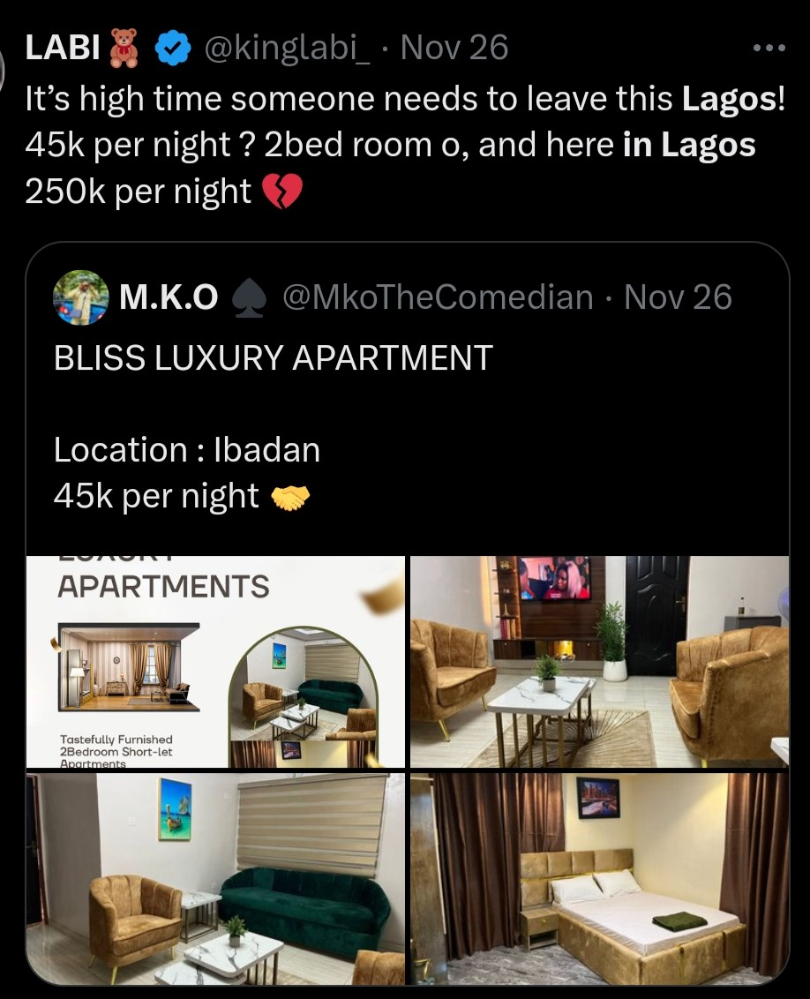 LABI🧸 @kinglabi_ · Nov 26
It’s high time someone needs to leave this Lagos!
45k per night ? 2bed room o, and here in Lagos
250k per night 💔
M.K.O ♠️ @MkoTheComedian · Nov 26
BLISS LUXURY APARTMENT
Location : Ibadan
45k per night 🤝
LUXURY
APARTMENTS
Tastefully Furnished
2Bedroom Short-let
Apartments